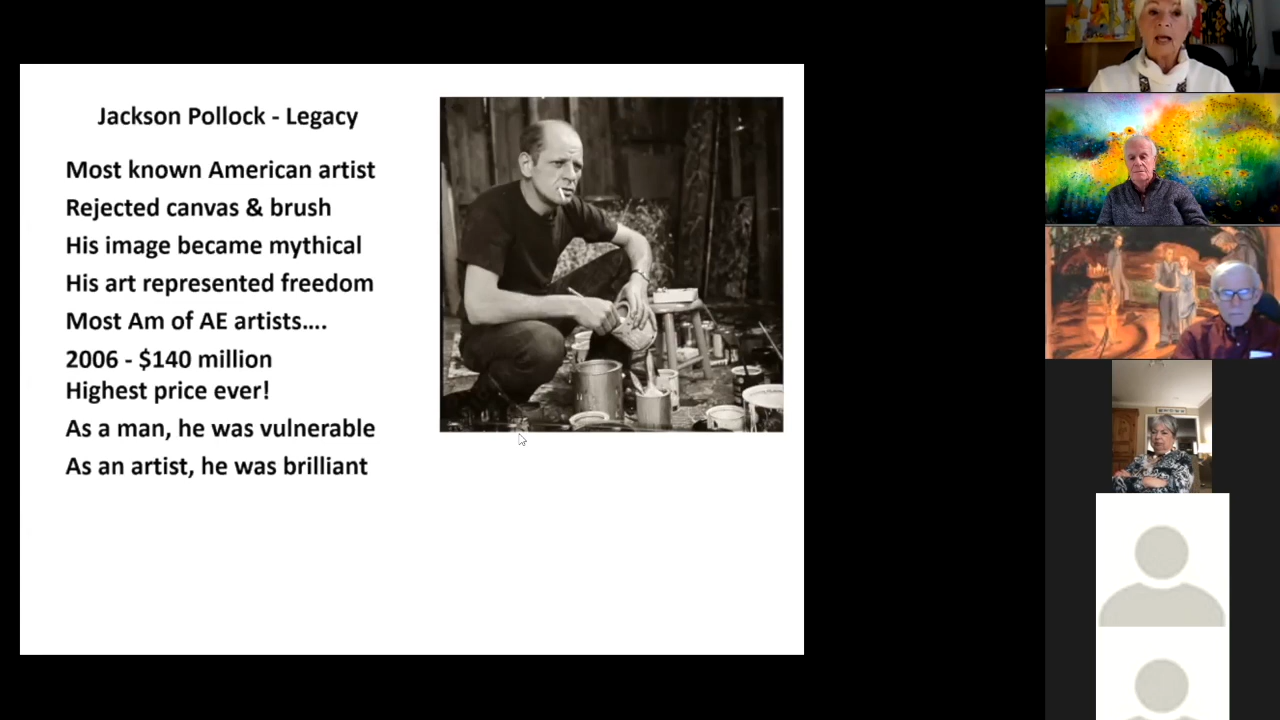 Jackson Pollock - Legacy
Most known American artist
Rejected canvas & brush
His image became mythical
His art represented freedom
Most Am of AE artists....
2006 - $140 million
Highest price ever!
As a man, he was vulnerable
As an artist, he was brilliant